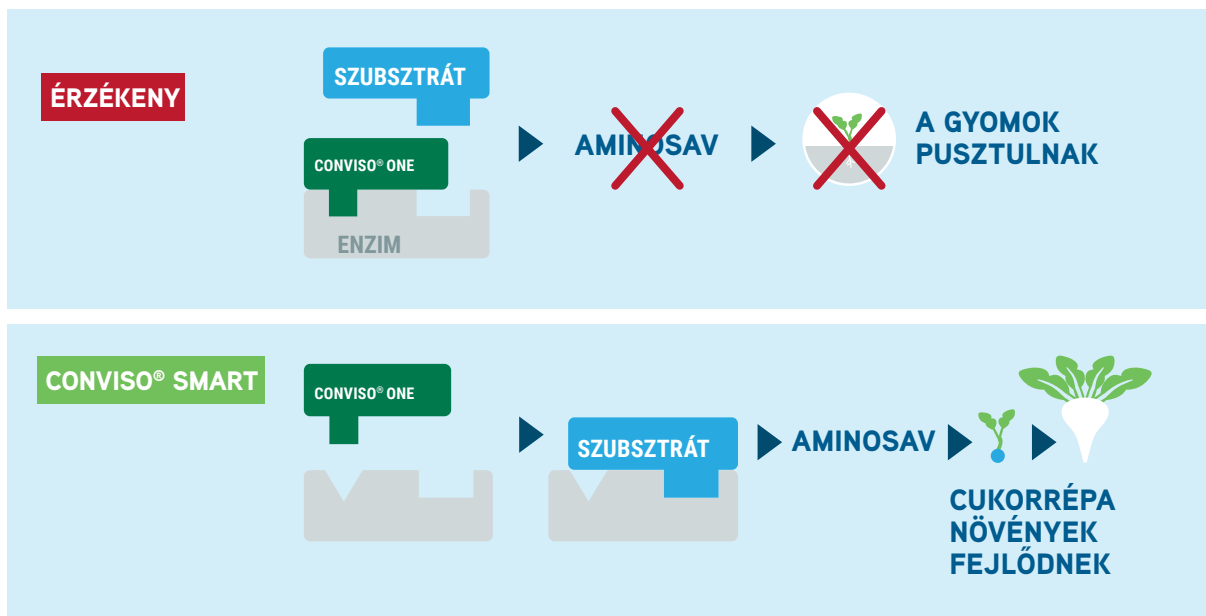 ÉRZÉKENY
SZUBSZTRÁT
CONVISO® ONE
ENZIM
AMINOSAV
A GYOMOK
PUSZTULNAK
CONVISO® SMART
CONVISO® ONE
SZUBSZTRÁT
AMINOSAV
CUKORRÉPA
NÖVÉNYEK
FEJLŐDNEK